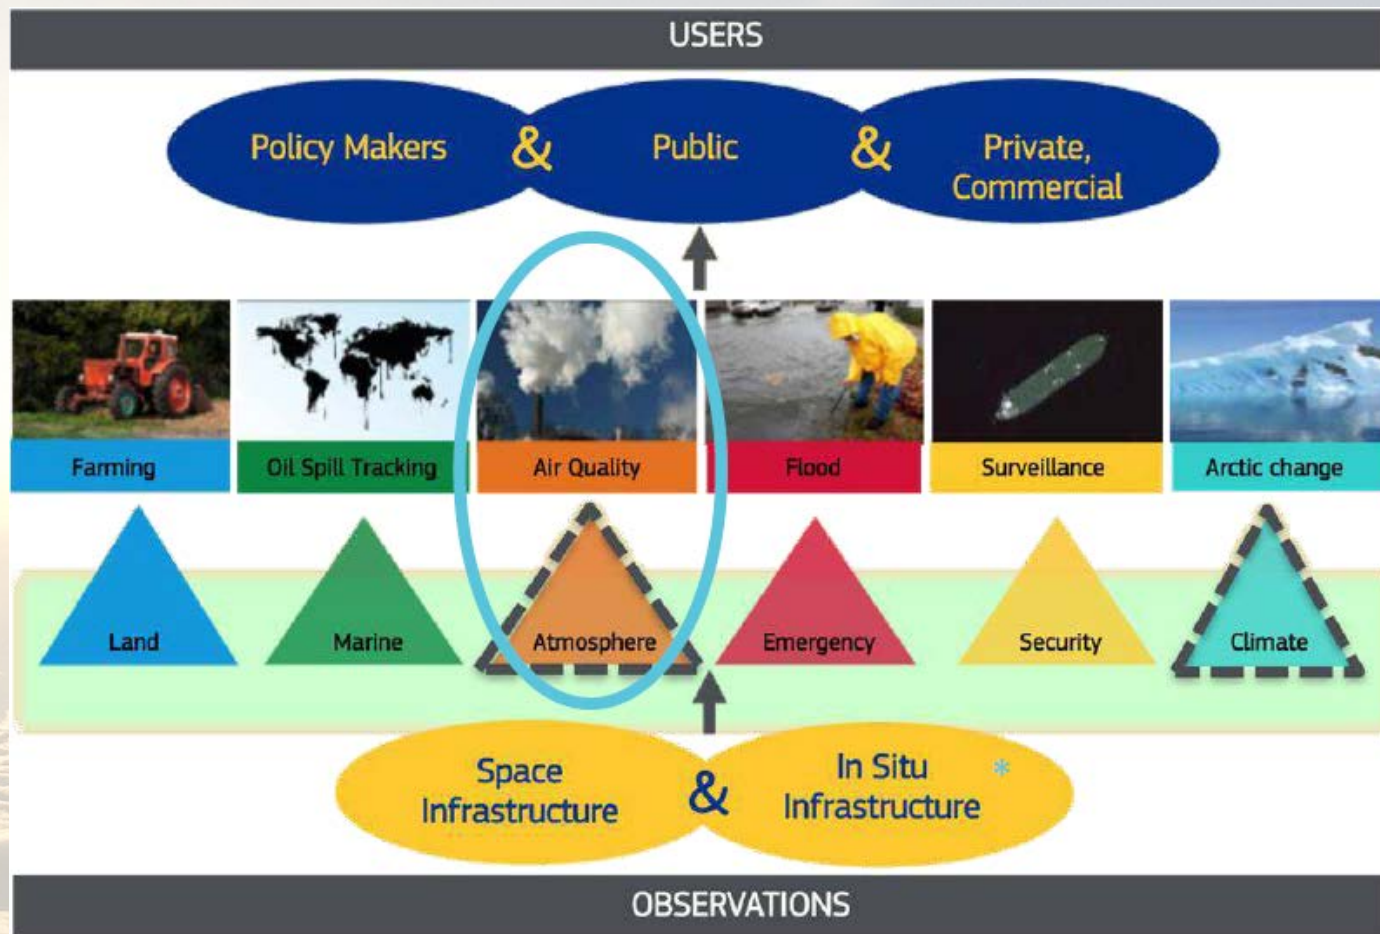 USERS
Policy Makers & Public & Private,
Commercial
Farming
Oil Spill Tracking
Air Quality
Flood
Surveillance
Arctic change
Land
Marine
Atmosphere
Emergency
Security
Climate
Space
Infrastructure
&
In Situ *
Infrastructure
OBSERVATIONS